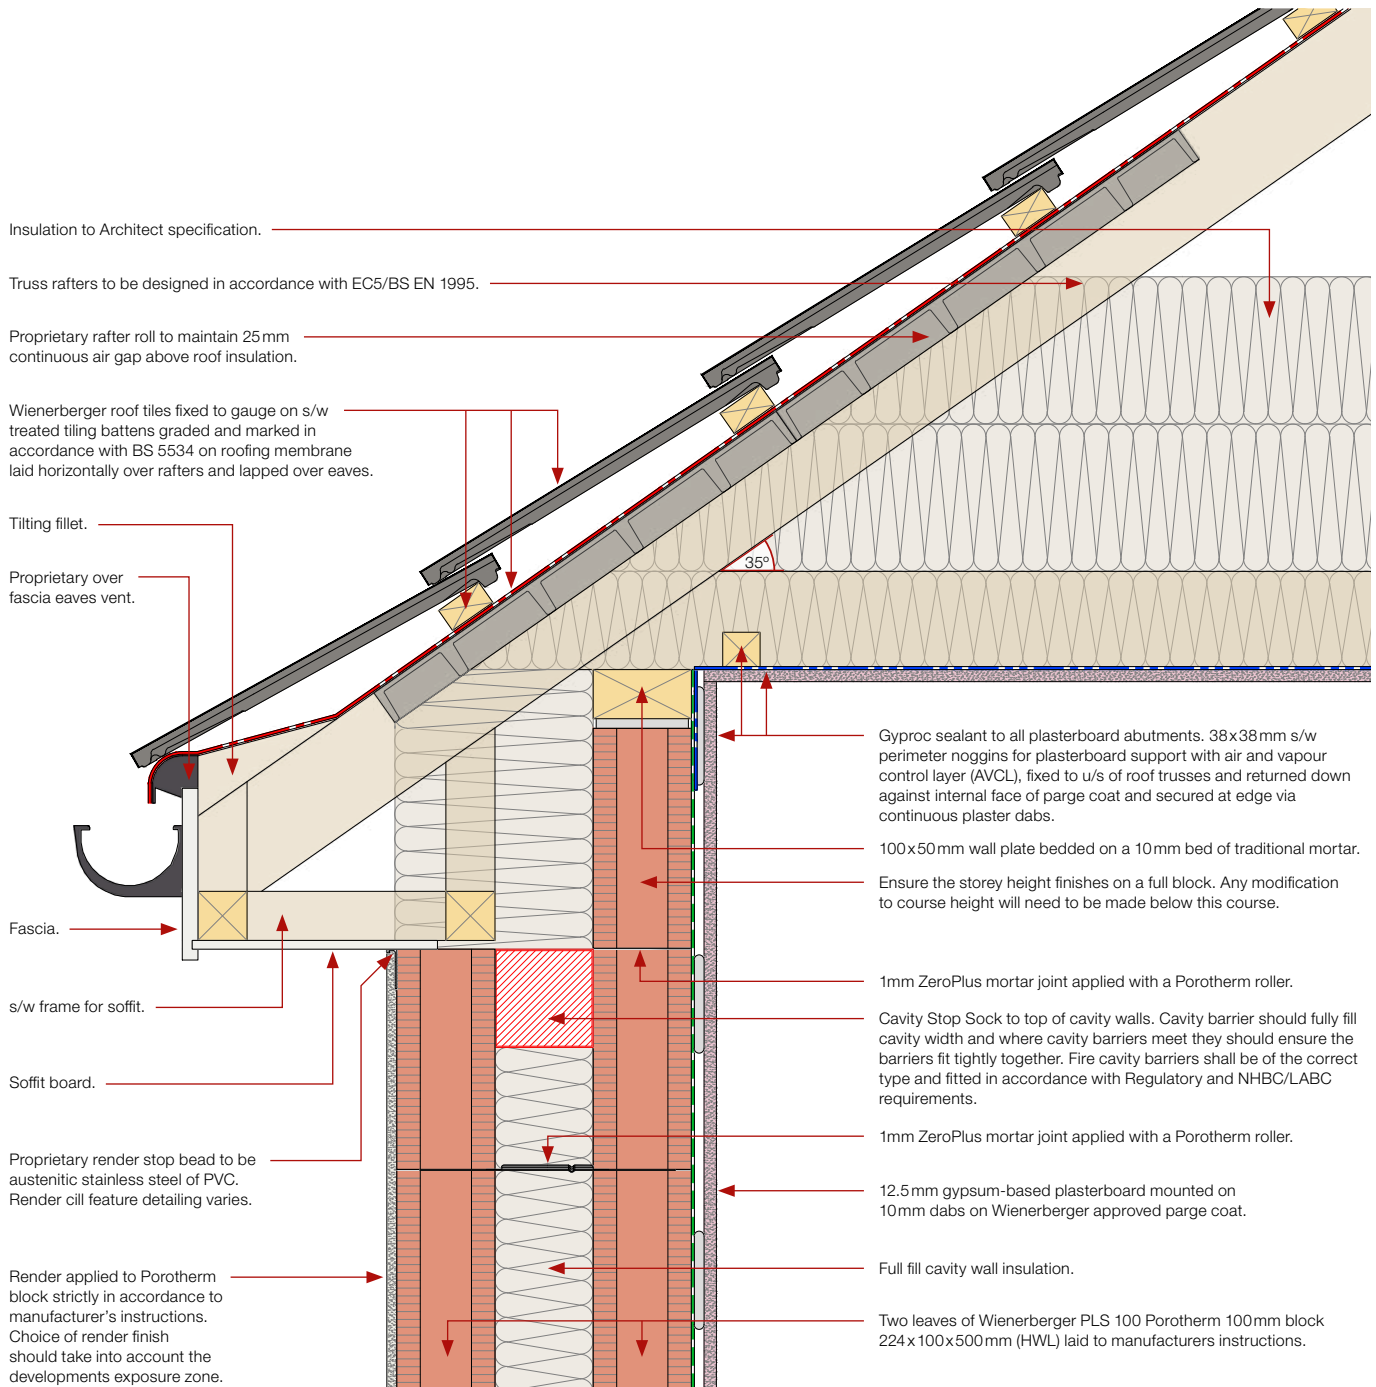 Insulation to Architect specification.
Truss rafters to be designed in accordance with EC5/BS EN 1995.
Proprietary rafter roll to maintain 25mm
continuous air gap above roof insulation.
Wienerberger roof tiles fixed to gauge on s/w
treated tiling battens graded and marked in
accordance with BS 5534 on roofing membrane
laid horizontally over rafters and lapped over eaves.
Tilting fillet.
Proprietary over
fascia eaves vent.
35º
Fascia.
s/w frame for soffit.
Soffit board.
Proprietary render stop bead to be
austenitic stainless steel of PVC.
Render cill feature detailing varies.
Render applied to Porotherm
block strictly in accordance to
manufacturer's instructions.
Choice of render finish
should take into account the
developments exposure zone.
Gyproc sealant to all plasterboard abutments. 38x38mm s/w
perimeter noggins for plasterboard support with air and vapour
control layer (AVCL), fixed to u/s of roof trusses and returned down
against internal face of parge coat and secured at edge via
continuous plaster dabs.
100x50mm wall plate bedded on a 10mm bed of traditional mortar.
Ensure the storey height finishes on a full block. Any modification
to course height will need to be made below this course.
1mm ZeroPlus mortar joint applied with a Porotherm roller.
Cavity Stop Sock to top of cavity walls. Cavity barrier should fully fill
cavity width and where cavity barriers meet they should ensure the
barriers fit tightly together. Fire cavity barriers shall be of the correct
type and fitted in accordance with Regulatory and NHBC/LABC
requirements.
1mm ZeroPlus mortar joint applied with a Porotherm roller.
12.5mm gypsum-based plasterboard mounted on
10mm dabs on Wienerberger approved parge coat.
Full fill cavity wall insulation.
Two leaves of Wienerberger PLS 100 Porotherm 100mm block
224x100x500mm (HWL) laid to manufacturers instructions.